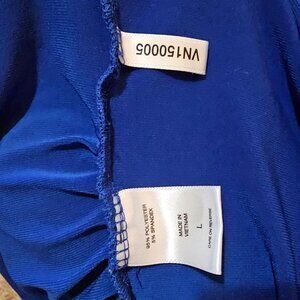 VN150005
95% POLYESTER
5% SPANDEX
MADE IN
VIETNAM
L